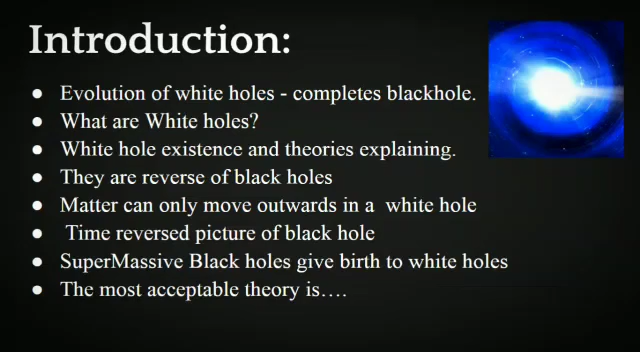 Introduction:
● Evolution of white holes - completes blackhole.
● What are White holes?
● White hole existence and theories explaining.
● They are reverse of black holes
● Matter can only move outwards in a white hole
● Time reversed picture of black hole
● SuperMassive Black holes give birth to white holes
● The most acceptable theory is….